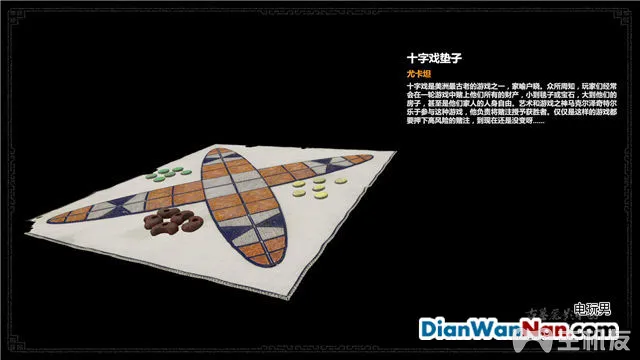 十字戏垫子
尤卡坦
十字戏是美洲最古老的游戏之一，家喻户晓。众所周知，玩家们经常
会在一轮游戏中赌上他们所有的财产，小到毯子或宝石，大到他们的
房子，甚至是他们家人的人身自由。艺术和游戏之神马克尔泽奇特尔
乐于参与这种游戏，他负责将赌注授予获胜者。仅仅是这样的游戏都
要押下高风险的赌注，到现在还是没变呀……
电玩男
DianWanNan.com